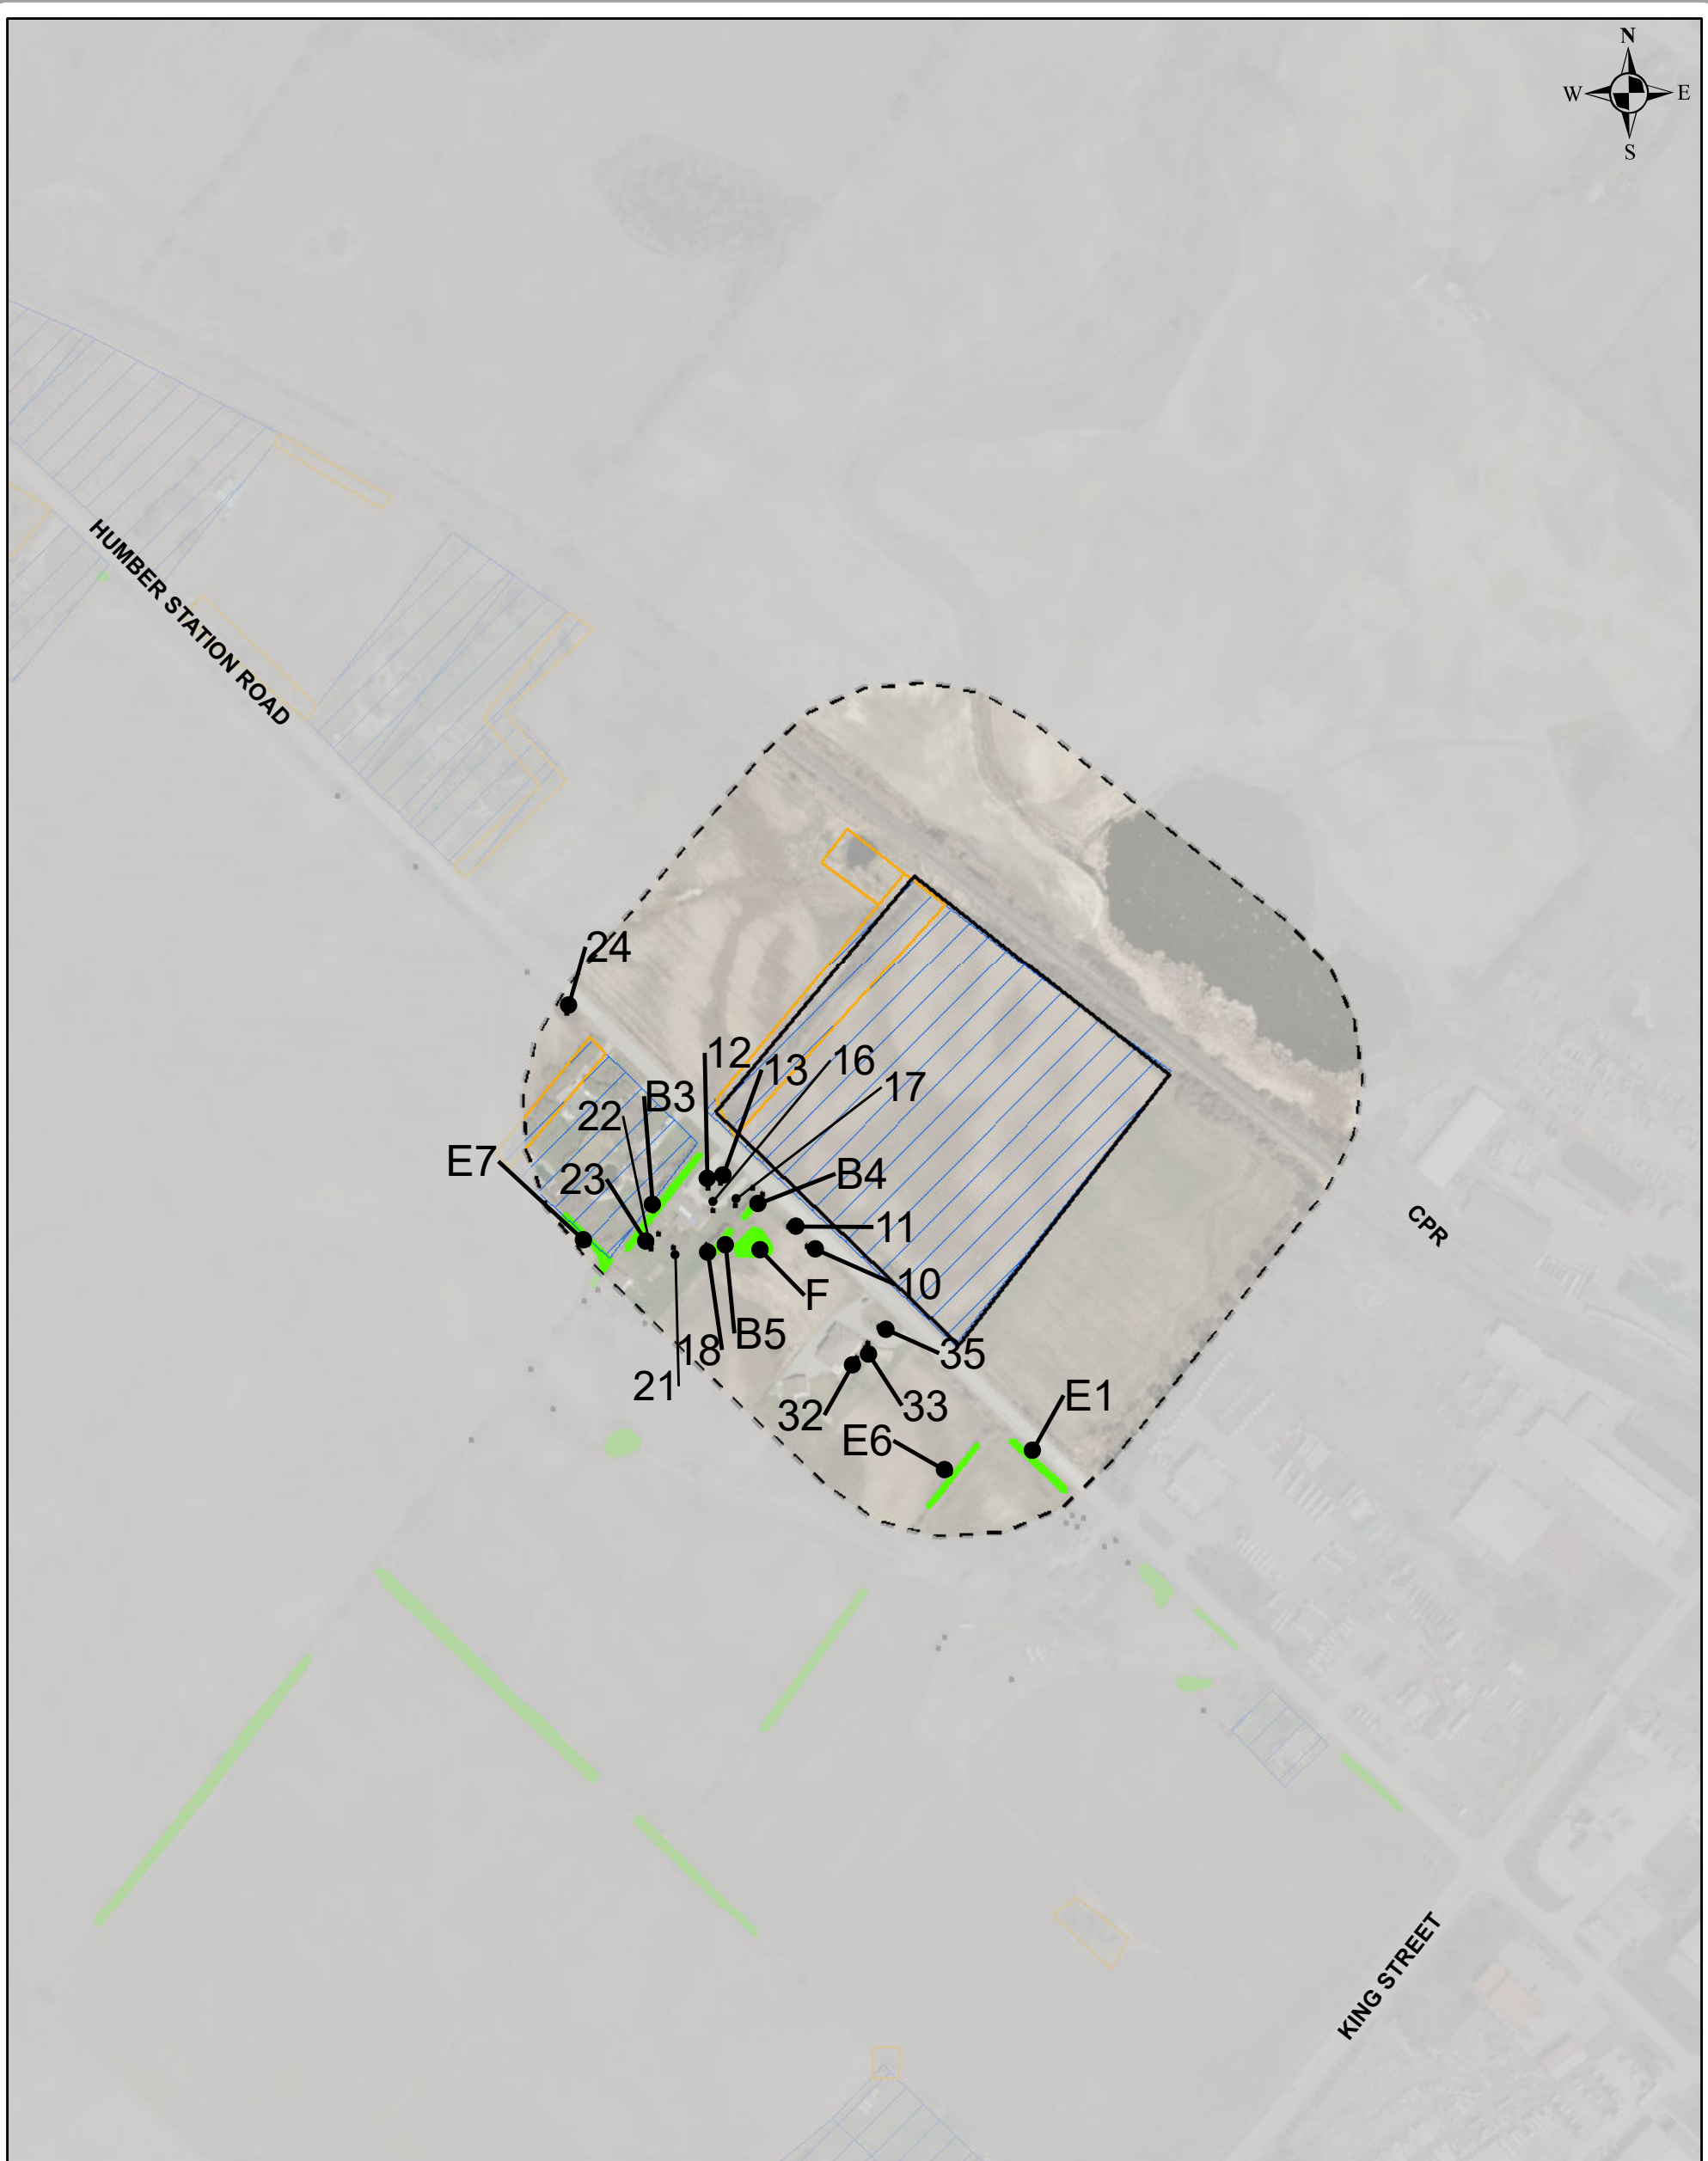 N
W E
S
HUMBER STATION ROAD
24
12
13
16
17
B3
22
E7
23
B4
11
10
F
B5
18
21
35
33
32
E1
E6
CPR
KING STREET